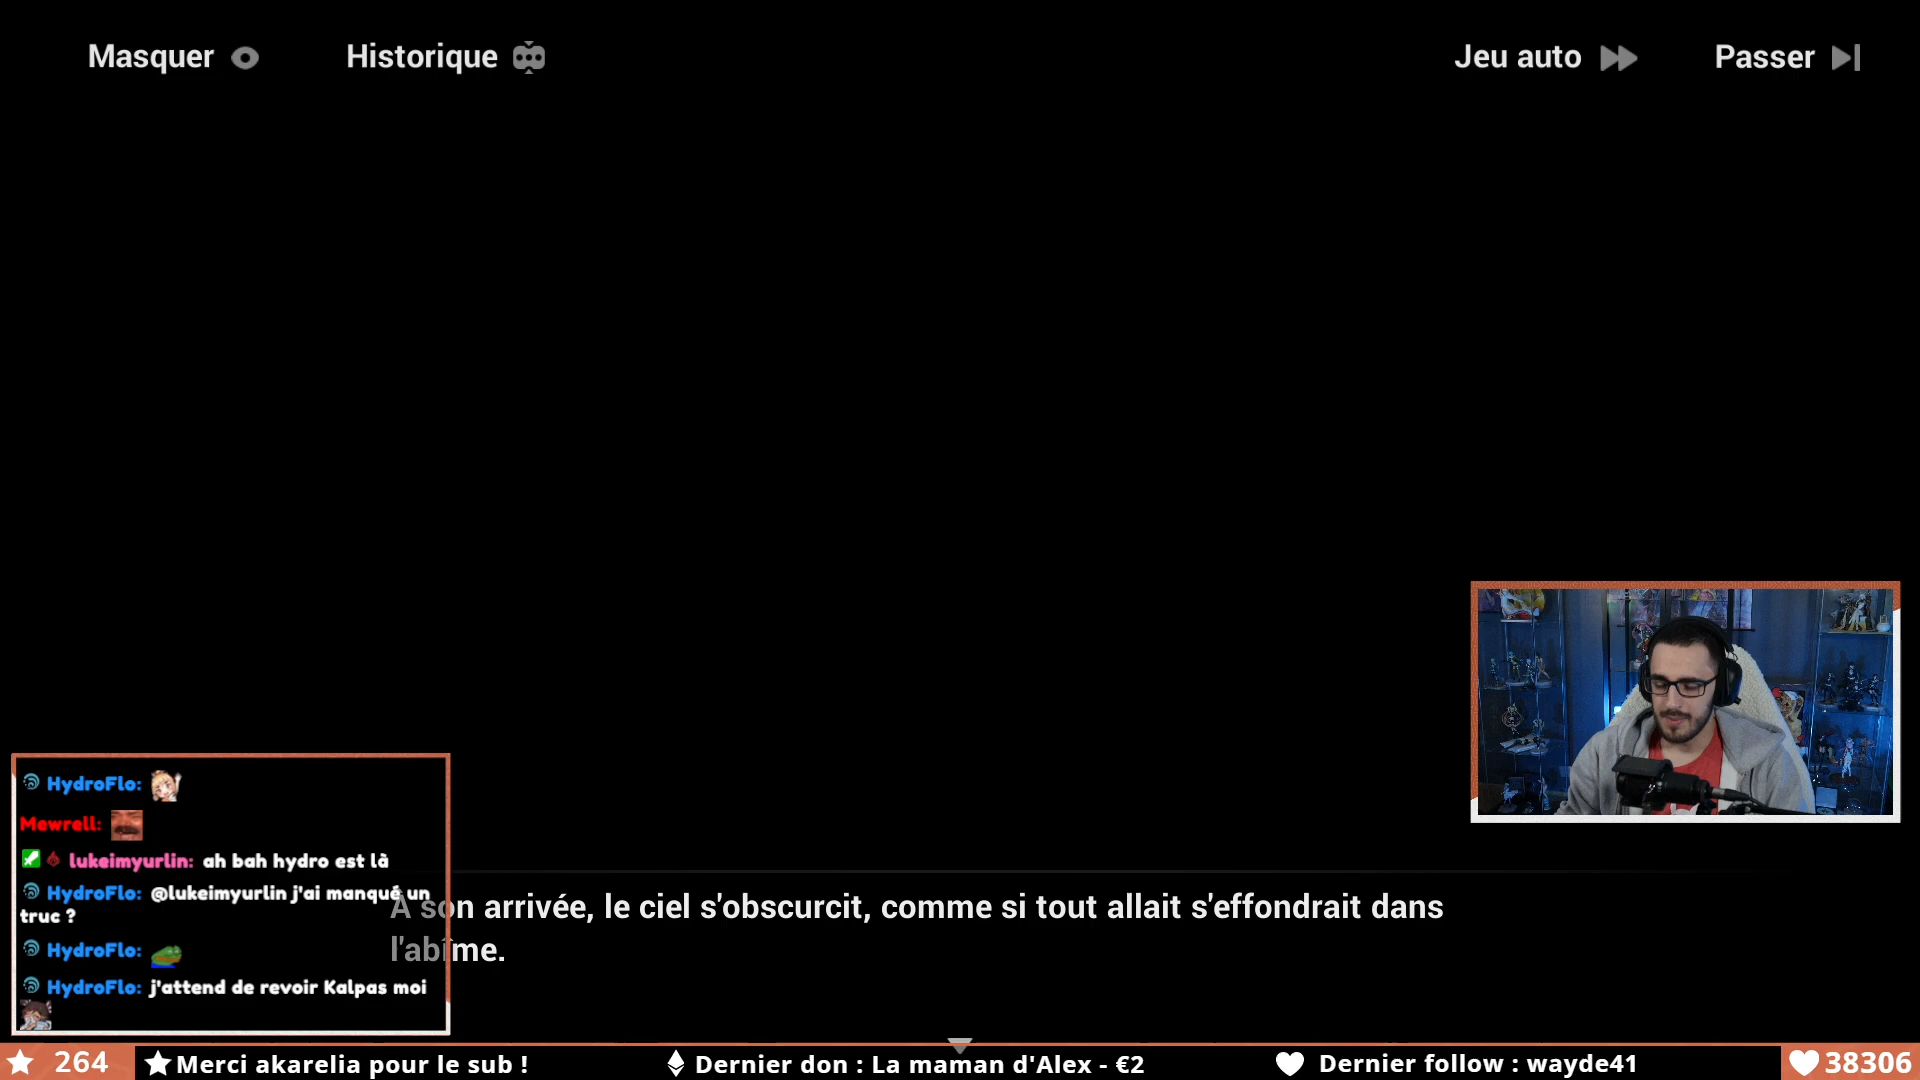 Masquer
Historique
Jeu auto
Passer
HydroFlo:
Mewrell:
lukeimyurlin: ah bah hydro est là
HydroFlo: @lukeimyurlin j'ai manqué un
truc ?
HydroFlo:
HydroFlo: j'attend de revoir Kalpas moi
À son arrivée, le ciel s'obscurcit, comme si tout allait s'effondrait dans
l'abîme.
264
Merci akarelia pour le sub !
Dernier don : La maman d'Alex - €2
Dernier follow : wayde41
38306